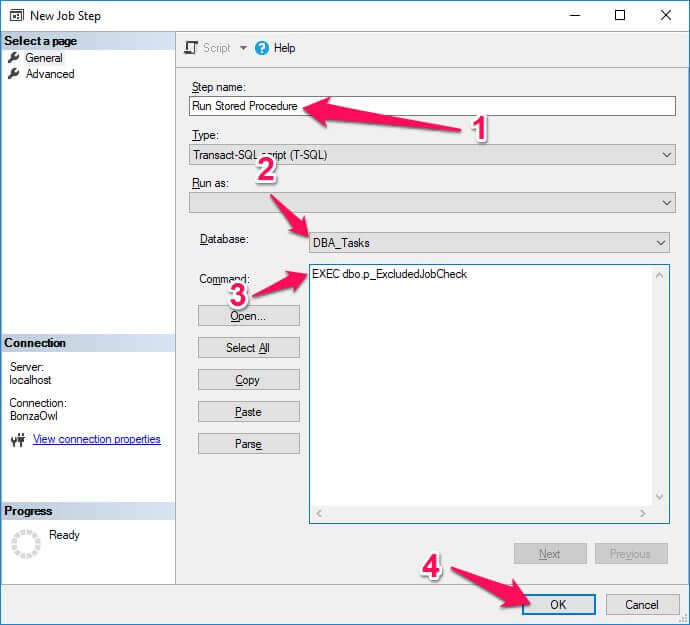 New Job Step
Select a page
General
Advanced
Script
Help
Step name:
Run Stored Procedure
1
Type:
Transact-SQL script (T-SQL)
2
Run as:
Database:
DBA_Tasks
Command:
EXEC dbo.p_ExcludedJobCheck
3
Open...
Select All
Copy
Paste
Parse
Connection
Server:
localhost
Connection:
BonzaOwl
View connection properties
Progress
Ready
Next
Previous
4
OK
Cancel